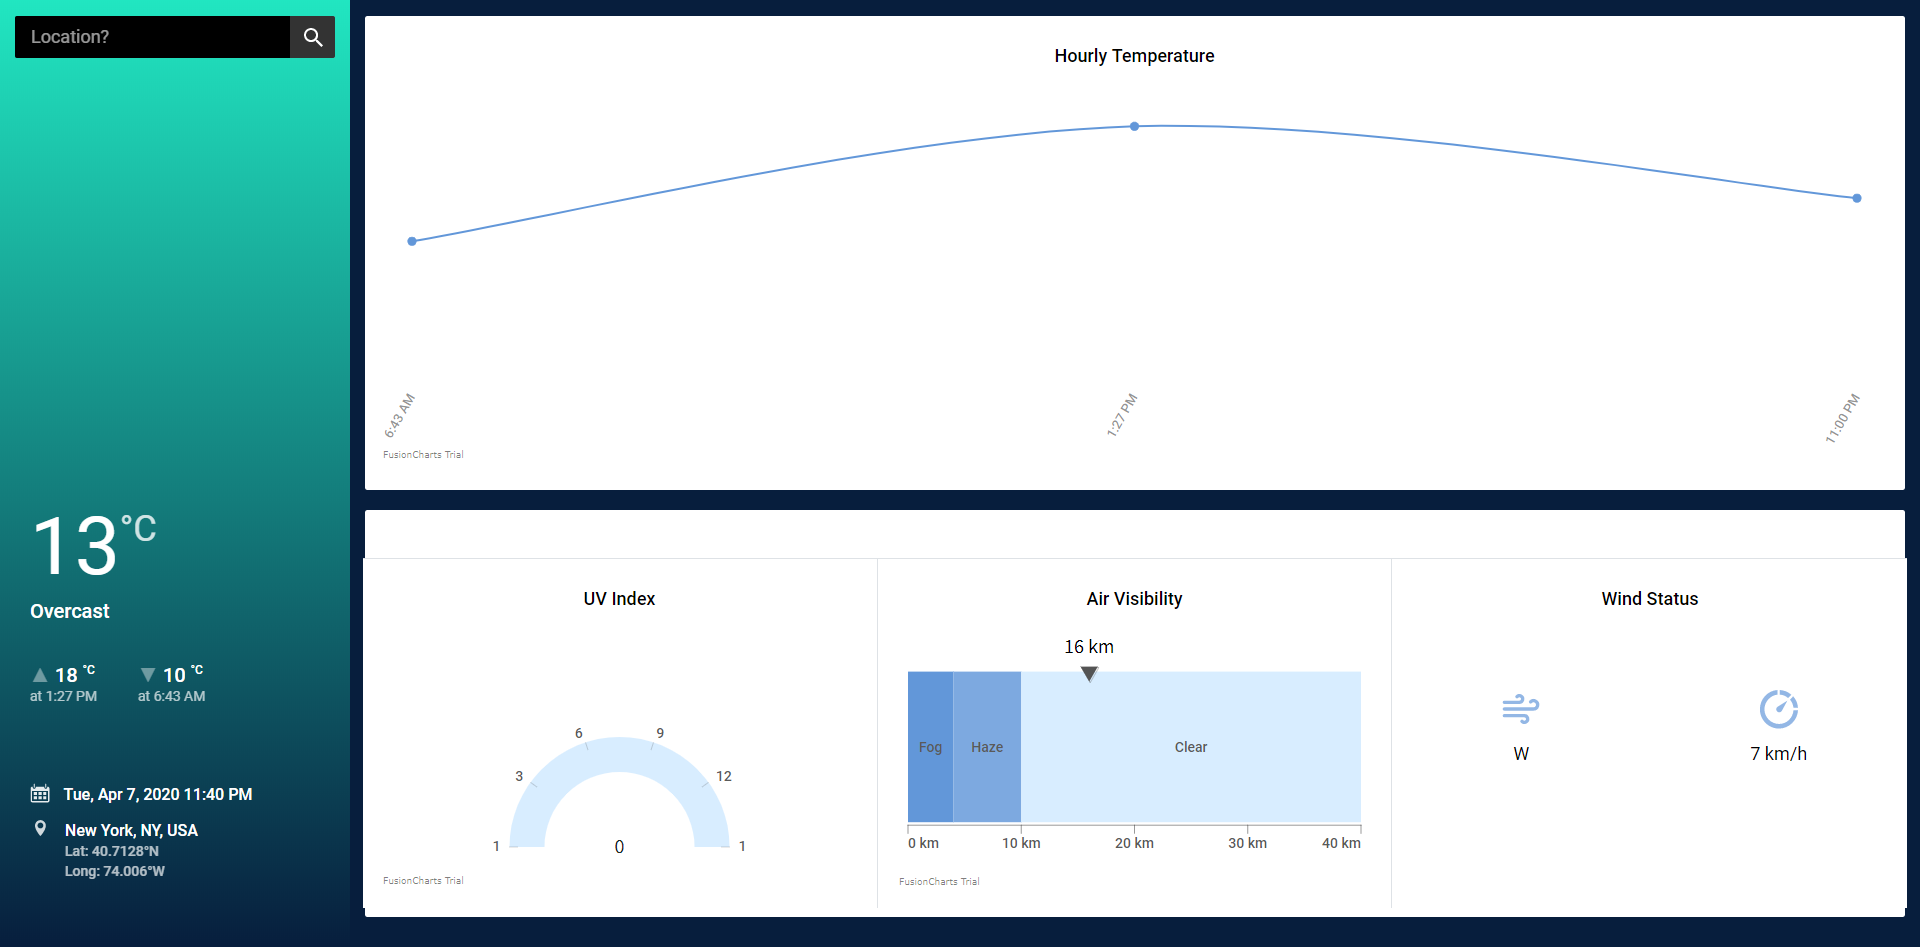 Location?
13 °C
Overcast
18 °C
at 1:27 PM
10 °C
at 6:43 AM
Tue, Apr 7, 2020 11:40 PM
New York, NY, USA
Lat: 40.7128°N
Long: 74.006°W
Hourly Temperature
6:43 AM
1:27 PM
11:00 PM
FusionCharts Trial
UV Index
1
3
6
9
12
1
0
FusionCharts Trial
Air Visibility
16 km
Fog
Haze
Clear
0 km
10 km
20 km
30 km
40 km
FusionCharts Trial
Wind Status
W
7 km/h